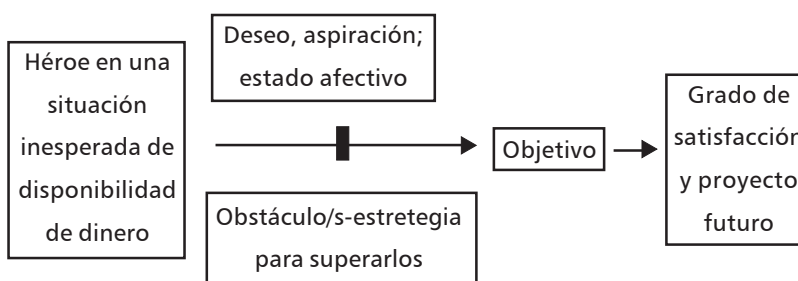 Héroe en una
situación
inesperada de
disponibilidad
de dinero
Deseo, aspiración;
estado afectivo
Obstáculo/s-estretegia
para superarlos
Objetivo
Grado de
satisfacción
y proyecto
futuro